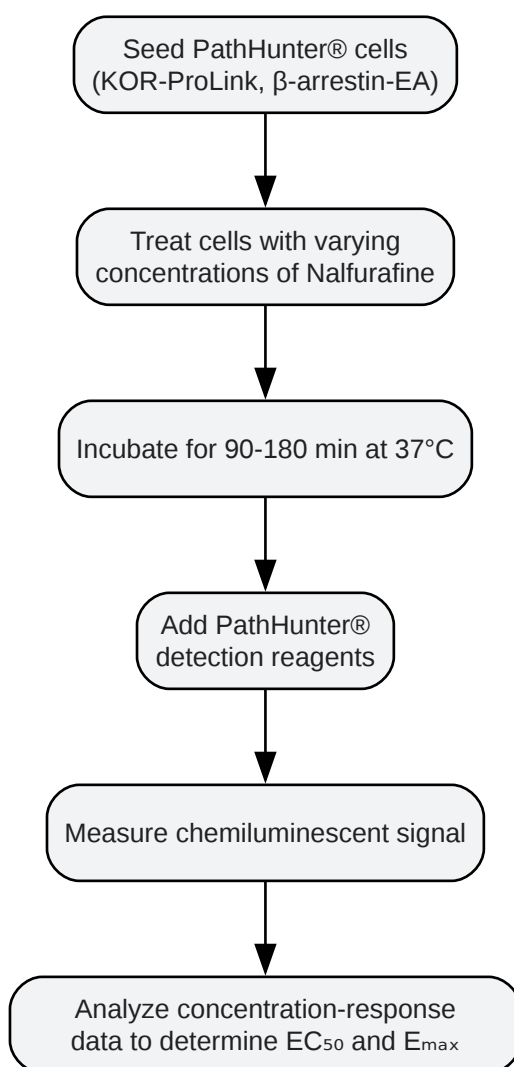 Seed PathHunter® cells
(KOR-ProLink, β-arrestin-EA)
Treat cells with varying
concentrations of Nalfurafine
Incubate for 90-180 min at 37°C
Add PathHunter®
detection reagents
Measure chemiluminescent signal
Analyze concentration-response
data to determine EC₅₀ and Eₘₐₓ